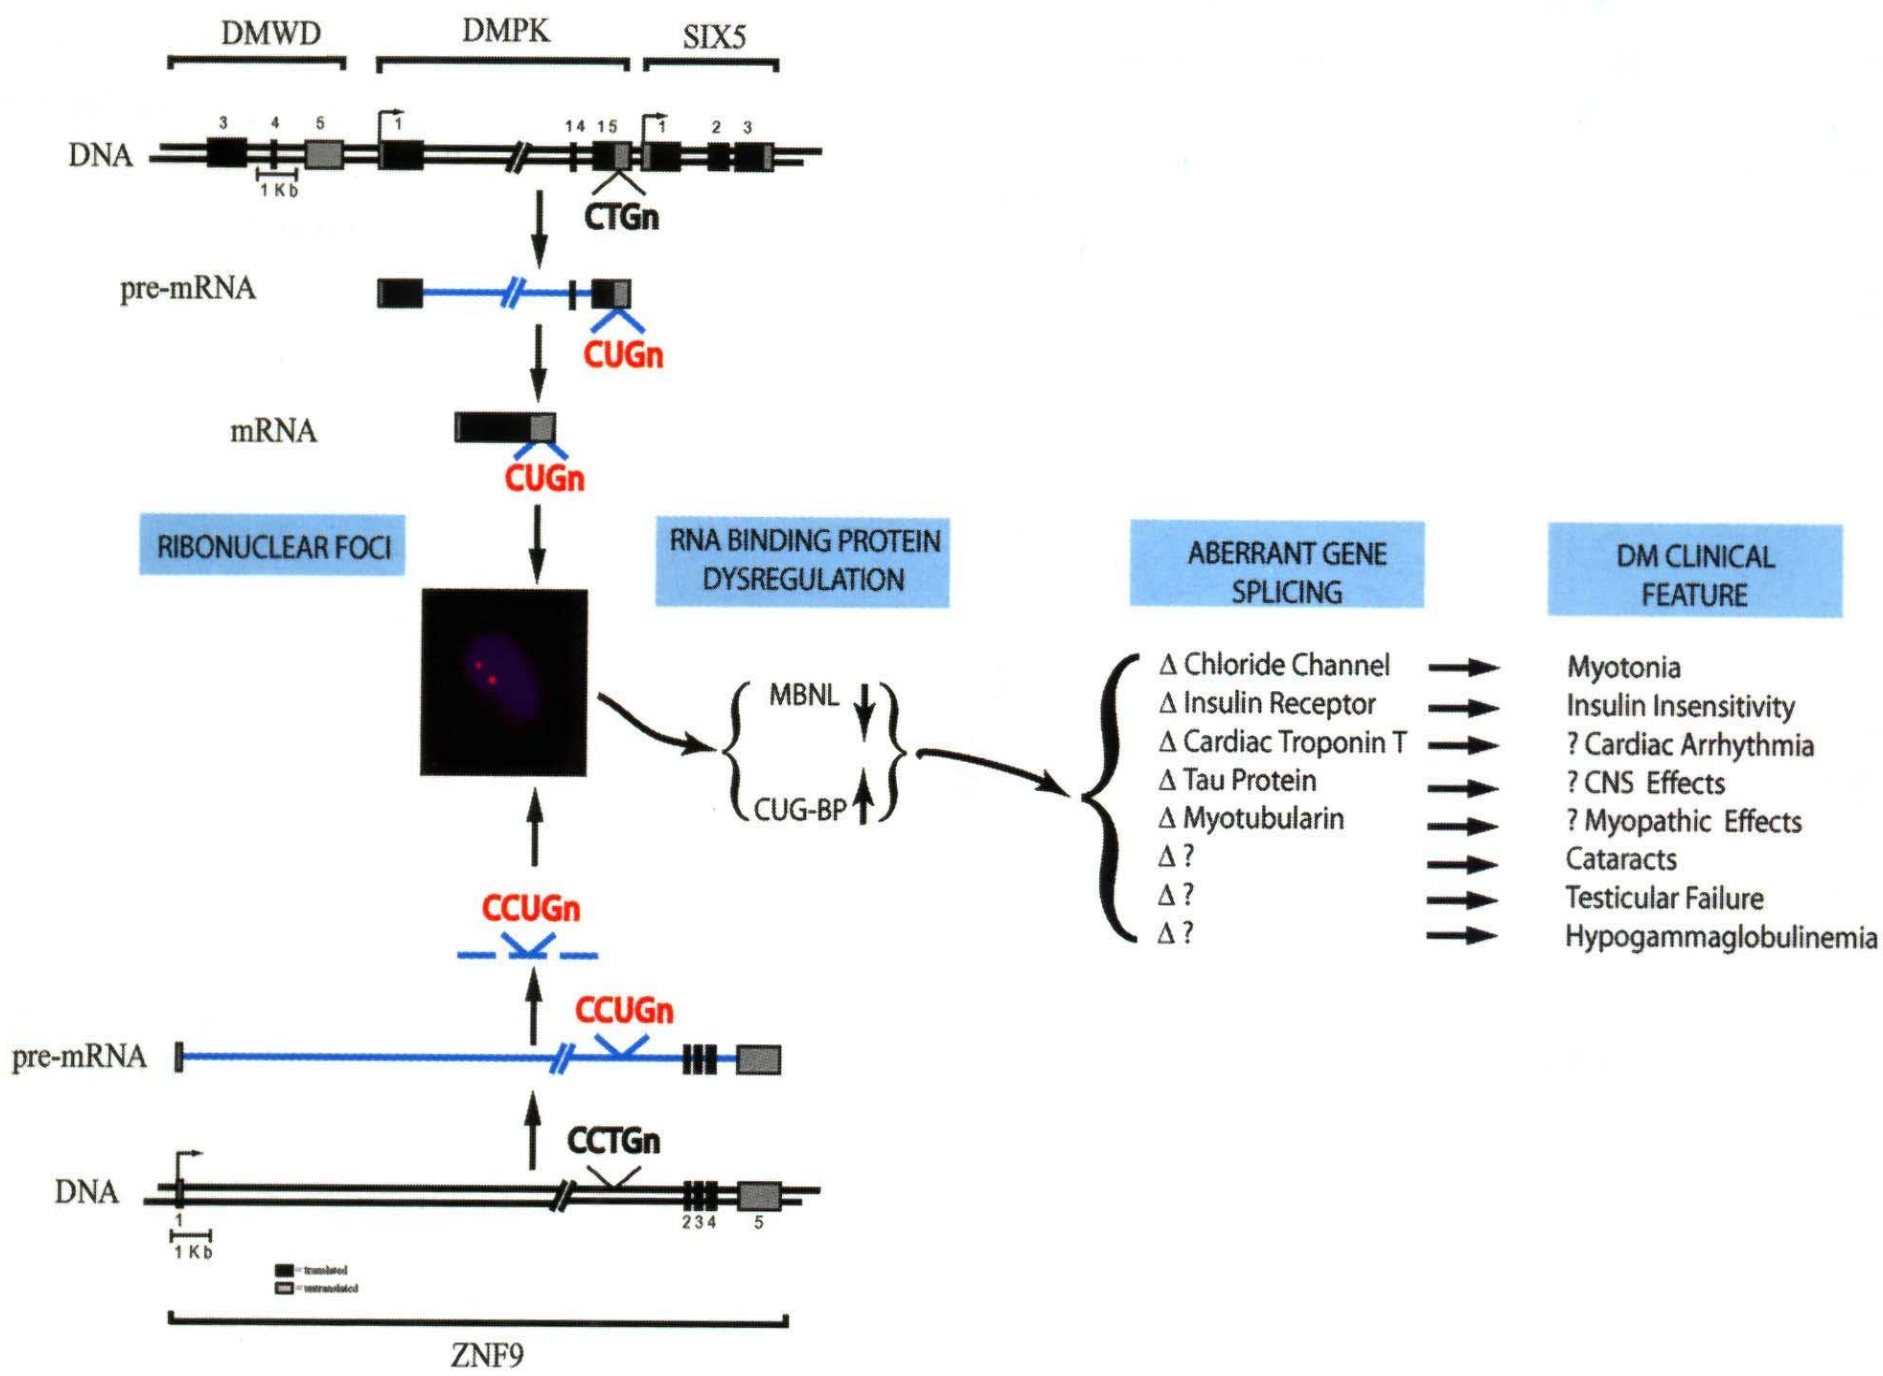 DMWD
DMPK
SIX5
3 4 5 1 14 15 1 2 3
DNA
1 Kb
CTGn
pre-mRNA
CUGn
mRNA
CUGn
RIBONUCLEAR FOCI
RNA BINDING PROTEIN
DYSREGULATION
ABERRANT GENE
SPLICING
DM CLINICAL
FEATURE
MBNL
CUG-BP
Δ Chloride Channel
Myotonia
Δ Insulin Receptor
Insulin Insensitivity
Δ Cardiac Troponin T
? Cardiac Arrhythmia
Δ Tau Protein
? CNS Effects
Δ Myotubularin
? Myopathic Effects
Δ ?
Cataracts
Δ ?
Testicular Failure
Δ ?
Hypogammaglobulinemia
CCUGn
CCUGn
pre-mRNA
CCTGn
DNA
1 2 3 4 5
1 Kb
= translated
= untranslated
ZNF9